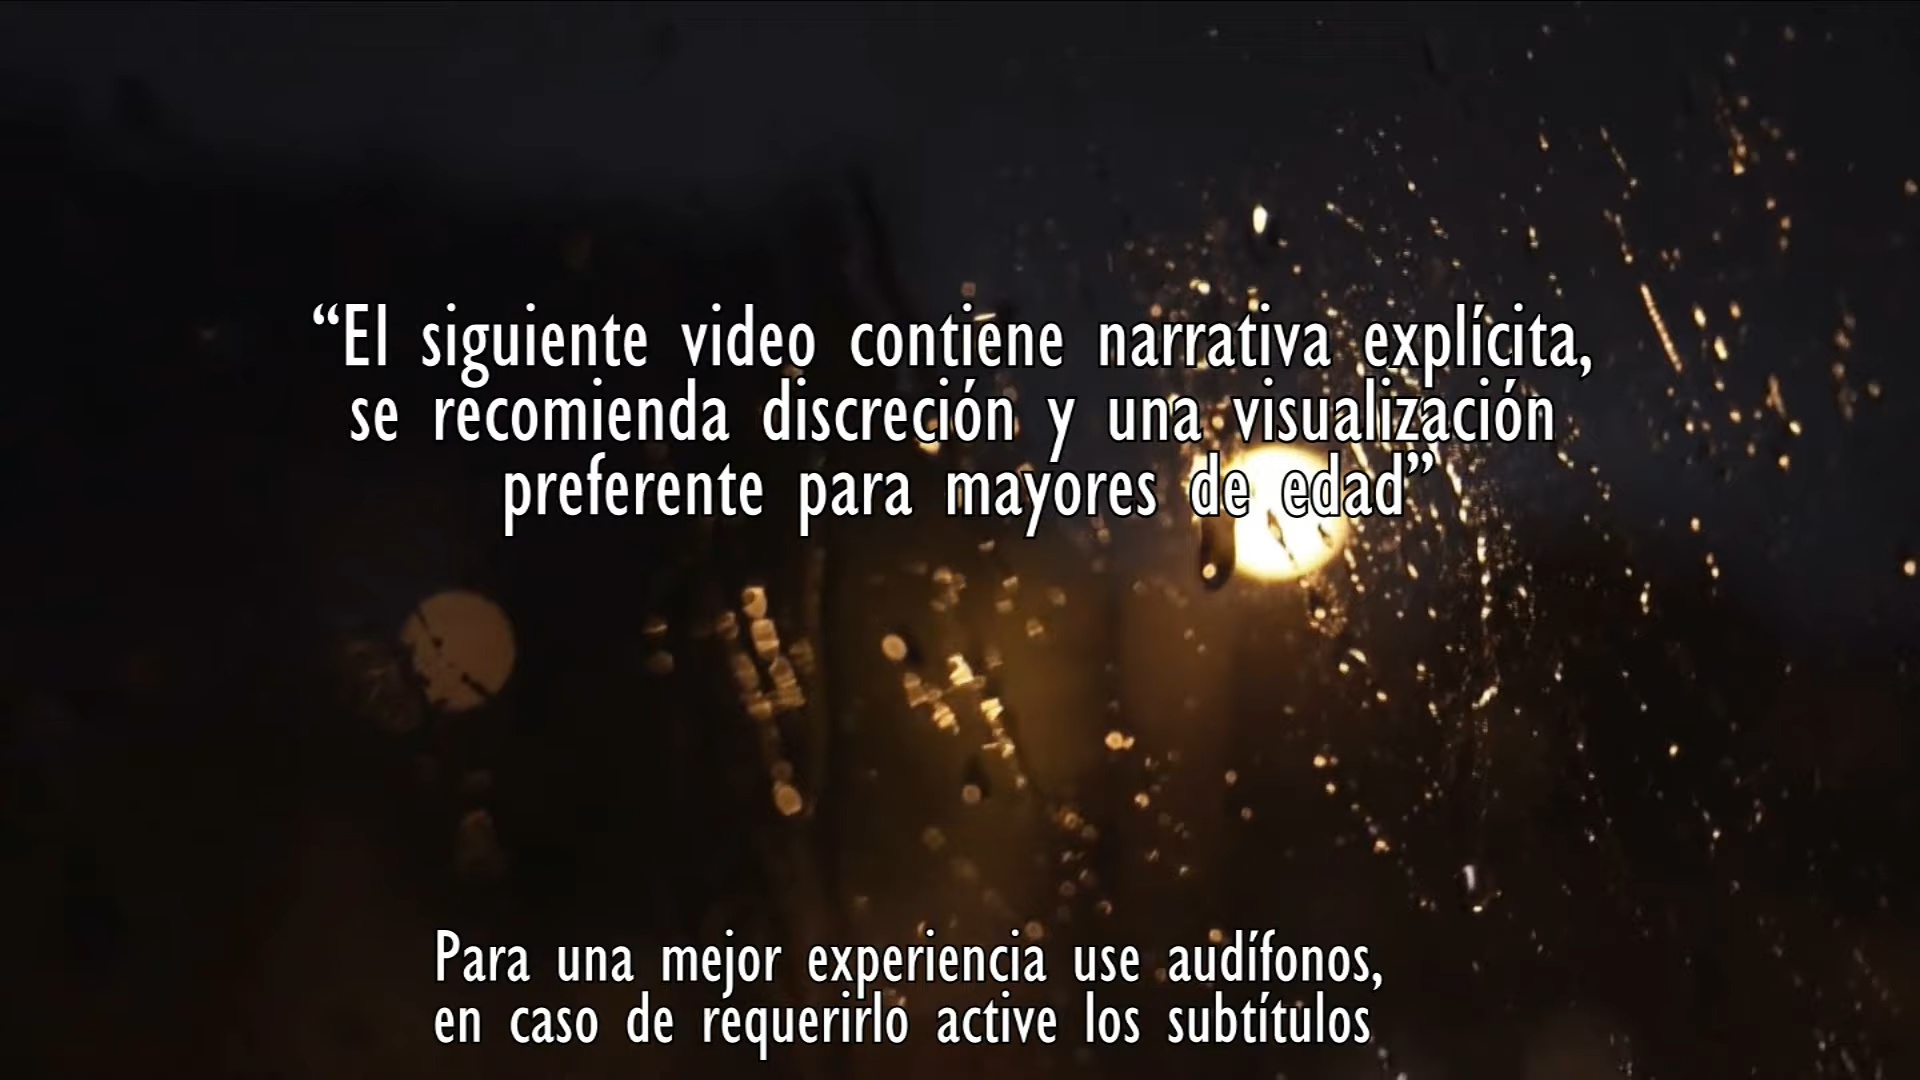 “El siguiente video contiene narrativa explícita,
se recomienda discreción y una visualización
preferente para mayores de edad”
Para una mejor experiencia use audífonos,
en caso de requerirlo active los subtítulos